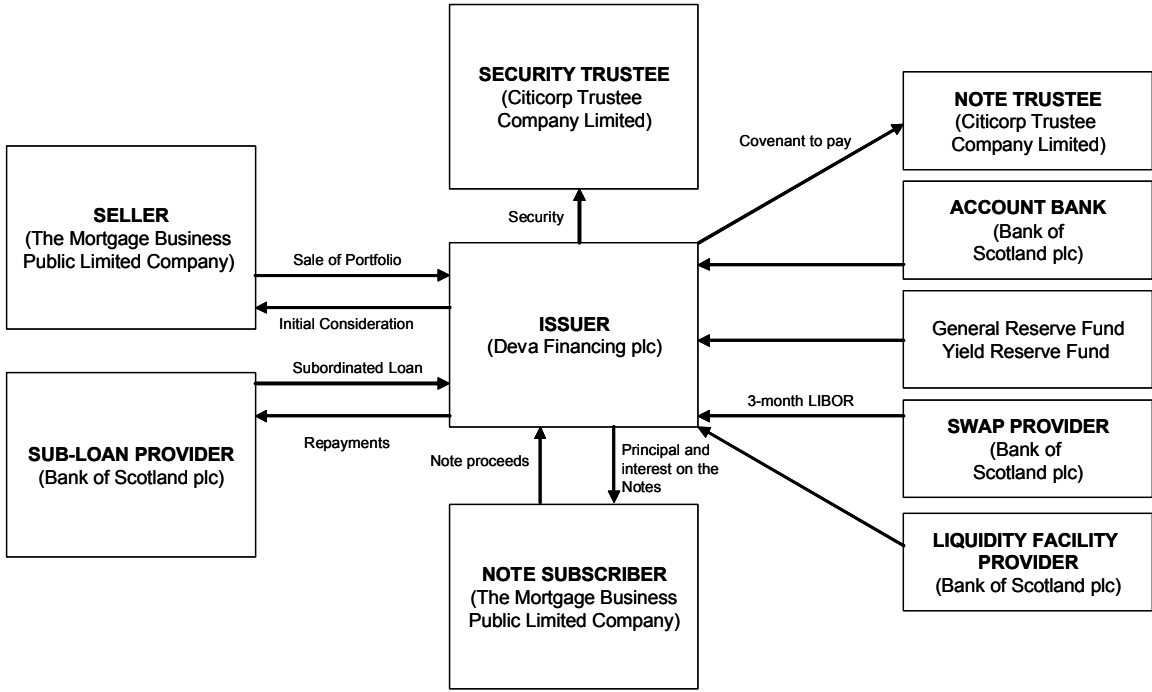 SECURITY TRUSTEE
(Citicorp Trustee
Company Limited)
NOTE TRUSTEE
(Citicorp Trustee
Company Limited)
Covenant to pay
SELLER
(The Mortgage Business
Public Limited Company)
Security
ACCOUNT BANK
(Bank of
Scotland plc)
Sale of Portfolio
Initial Consideration
ISSUER
(Deva Financing plc)
General Reserve Fund
Yield Reserve Fund
Subordinated Loan
3-month LIBOR
Repayments
SUB-LOAN PROVIDER
(Bank of Scotland plc)
SWAP PROVIDER
(Bank of
Scotland plc)
Note proceeds
Principal and
interest on the
Notes
LIQUIDITY FACILITY
PROVIDER
(Bank of Scotland plc)
NOTE SUBSCRIBER
(The Mortgage Business
Public Limited Company)